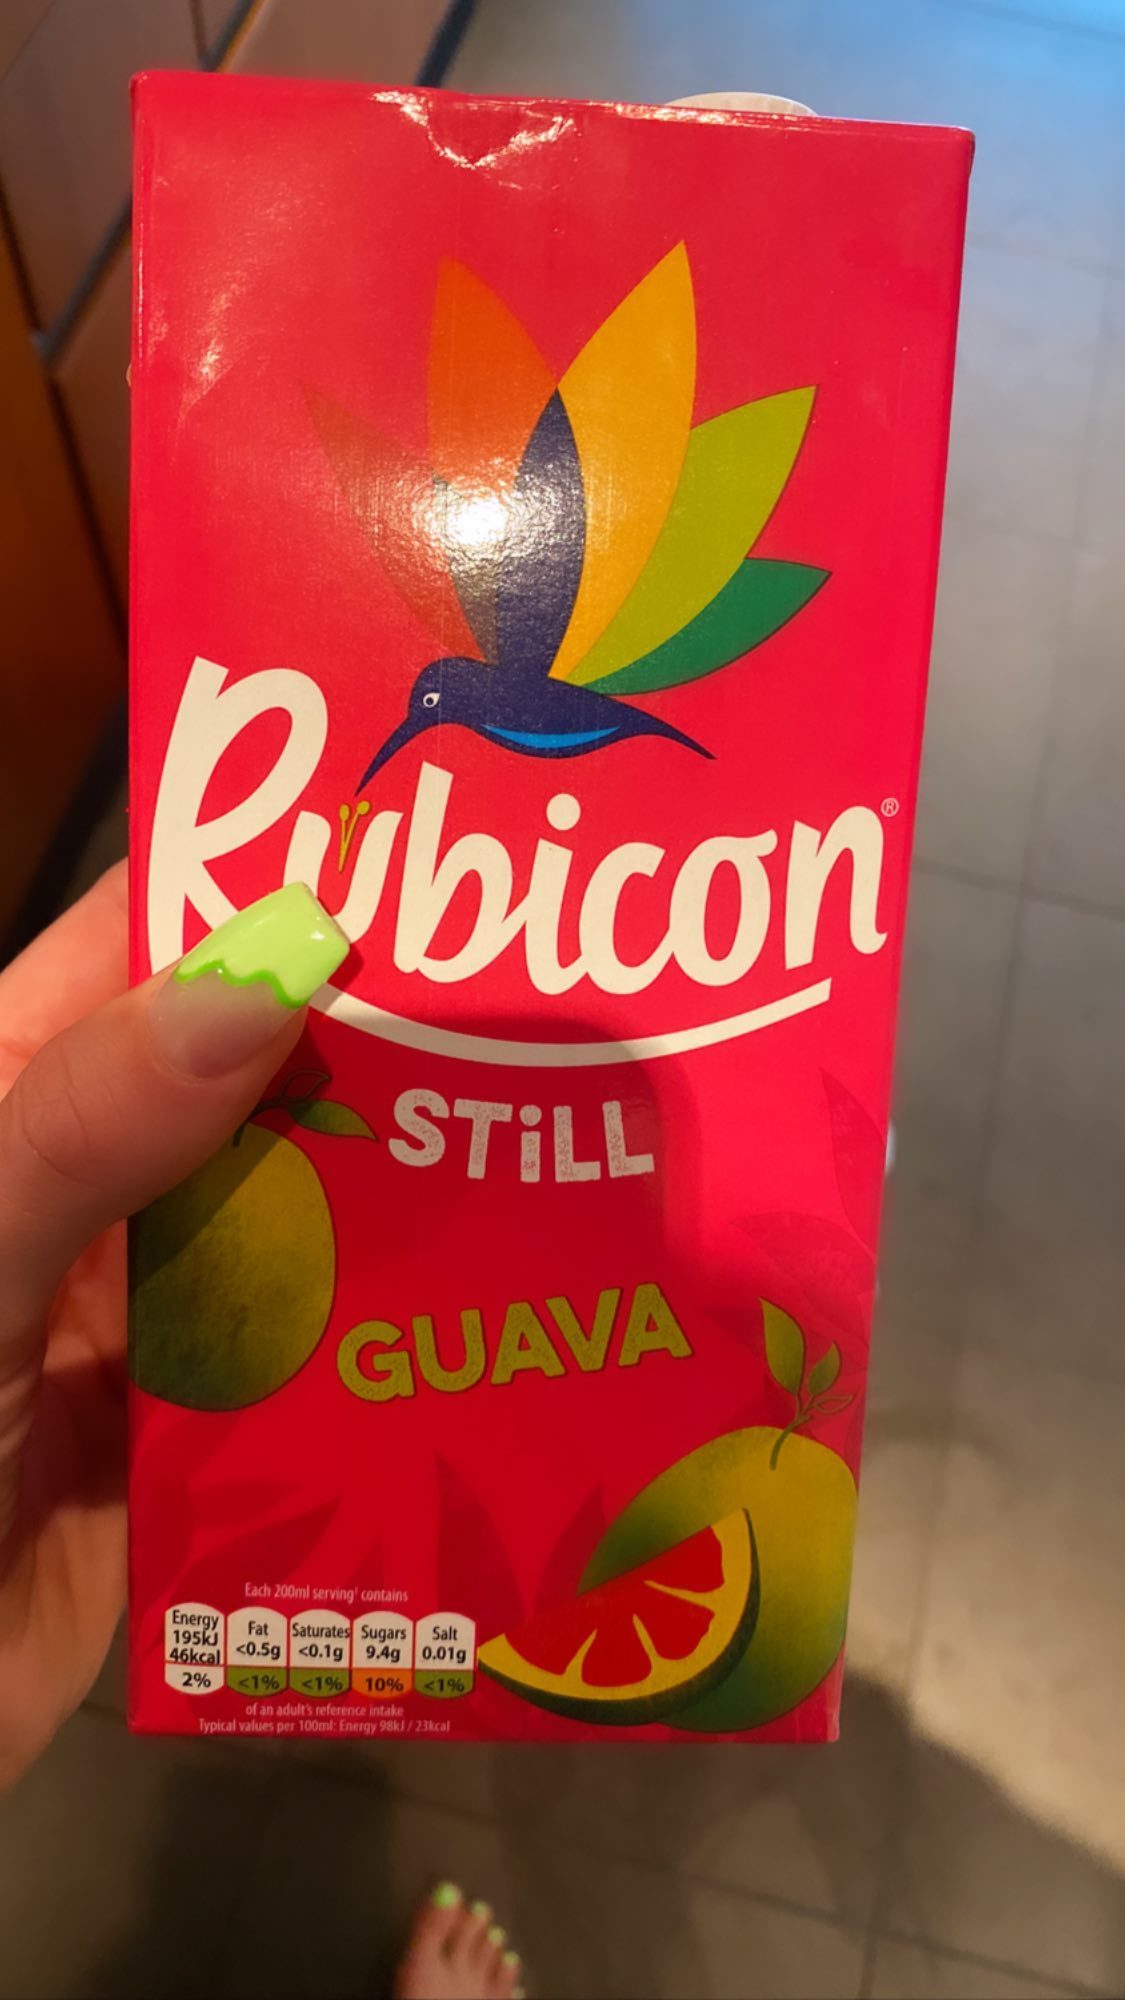 Rubicon®
STiLL
GUAVA
Each 200ml serving¹ contains
Energy 195kJ 46kcal 2%
Fat <0.5g <1%
Saturates <0.1g <1%
Sugars 9.4g 10%
Salt 0.01g <1%
of an adult's reference intake
Typical values per 100ml: Energy 98kJ / 23kcal